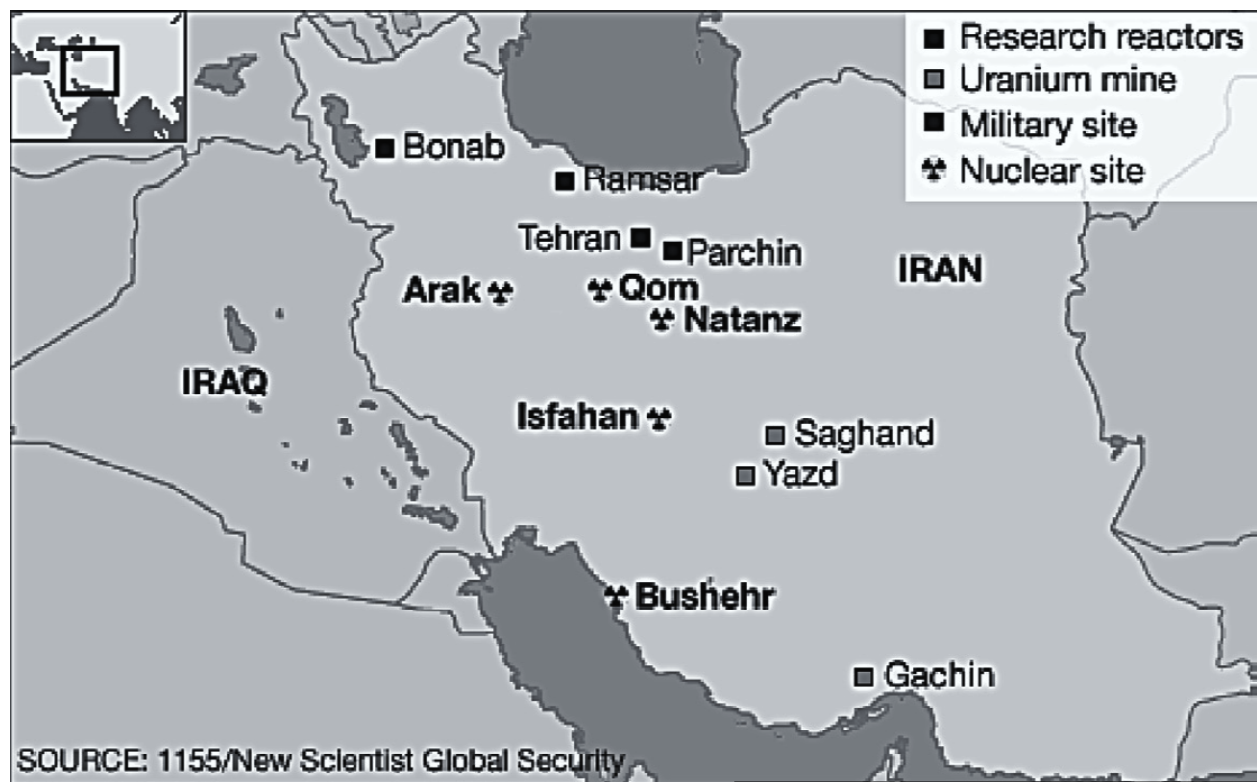 Research reactors
Uranium mine
Military site
Nuclear site
Bonab
Ramsar
Tehran
Parchin
IRAN
Arak
Qom
Natanz
IRAQ
Isfahan
Saghand
Yazd
Bushehr
Gachin
SOURCE: 1155/New Scientist Global Security